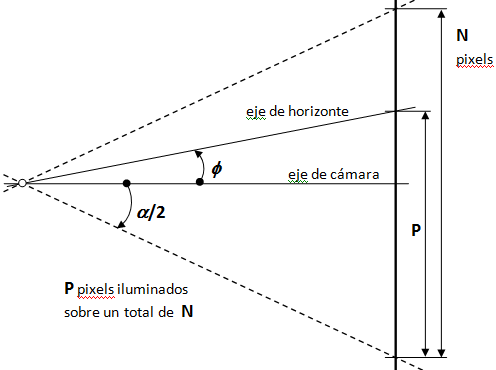 N
pixels
eje de horizonte
ϕ
eje de cámara
α/2
P
P pixels iluminados
sobre un total de N